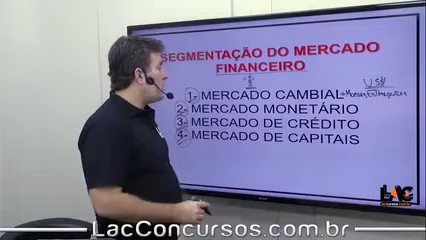 LAC
SEGMENTAÇÃO DO MERCADO
FINANCEIRO
1- MERCADO CAMBIAL
2- MERCADO MONETÁRIO
3- MERCADO DE CRÉDITO
4- MERCADO DE CAPITAIS
LAC
LacConcursos.com.br